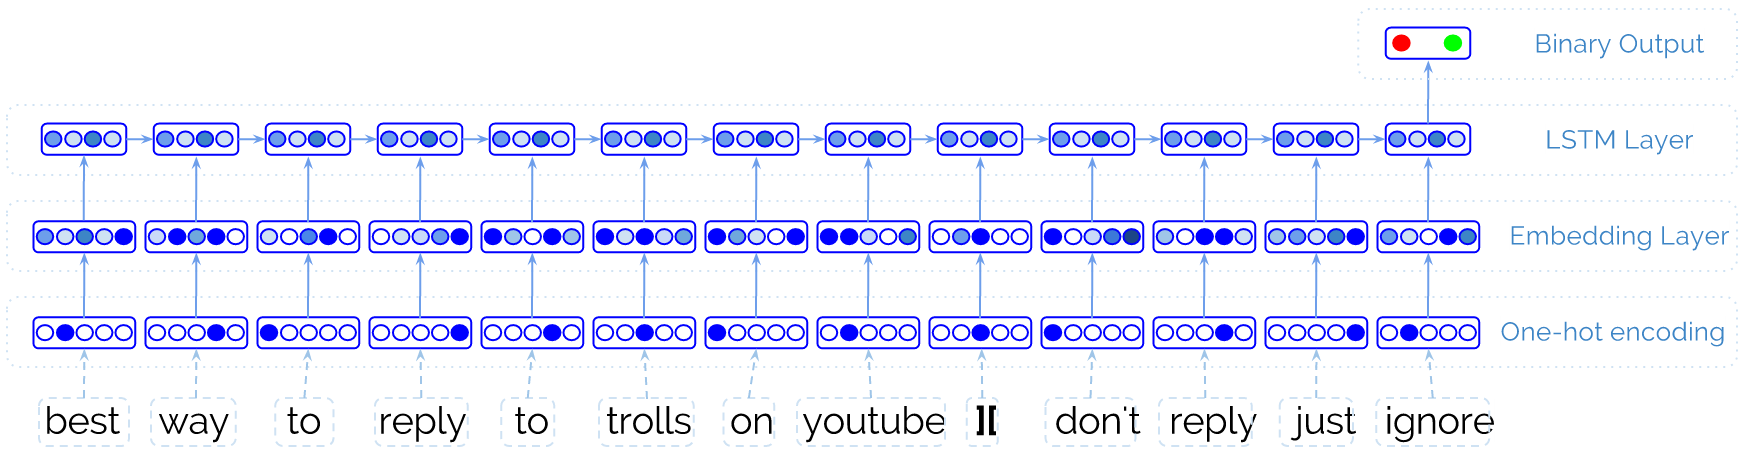 Binary Output
LSTM Layer
Embedding Layer
One-hot encoding
best way to reply to trolls on youtube ][ don't reply just ignore